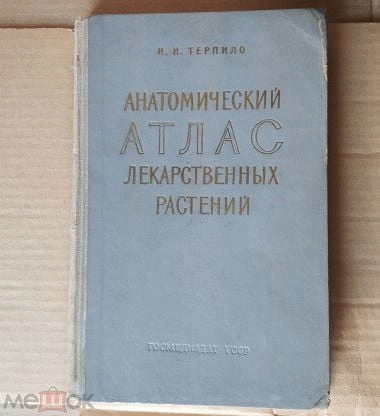 Н. И. ТЕРПИЛО
АНАТОМИЧЕСКИЙ
АТЛАС
ЛЕКАРСТВЕННЫХ
РАСТЕНИЙ
ГОСМЕДИЗДАТ УССР
мешок